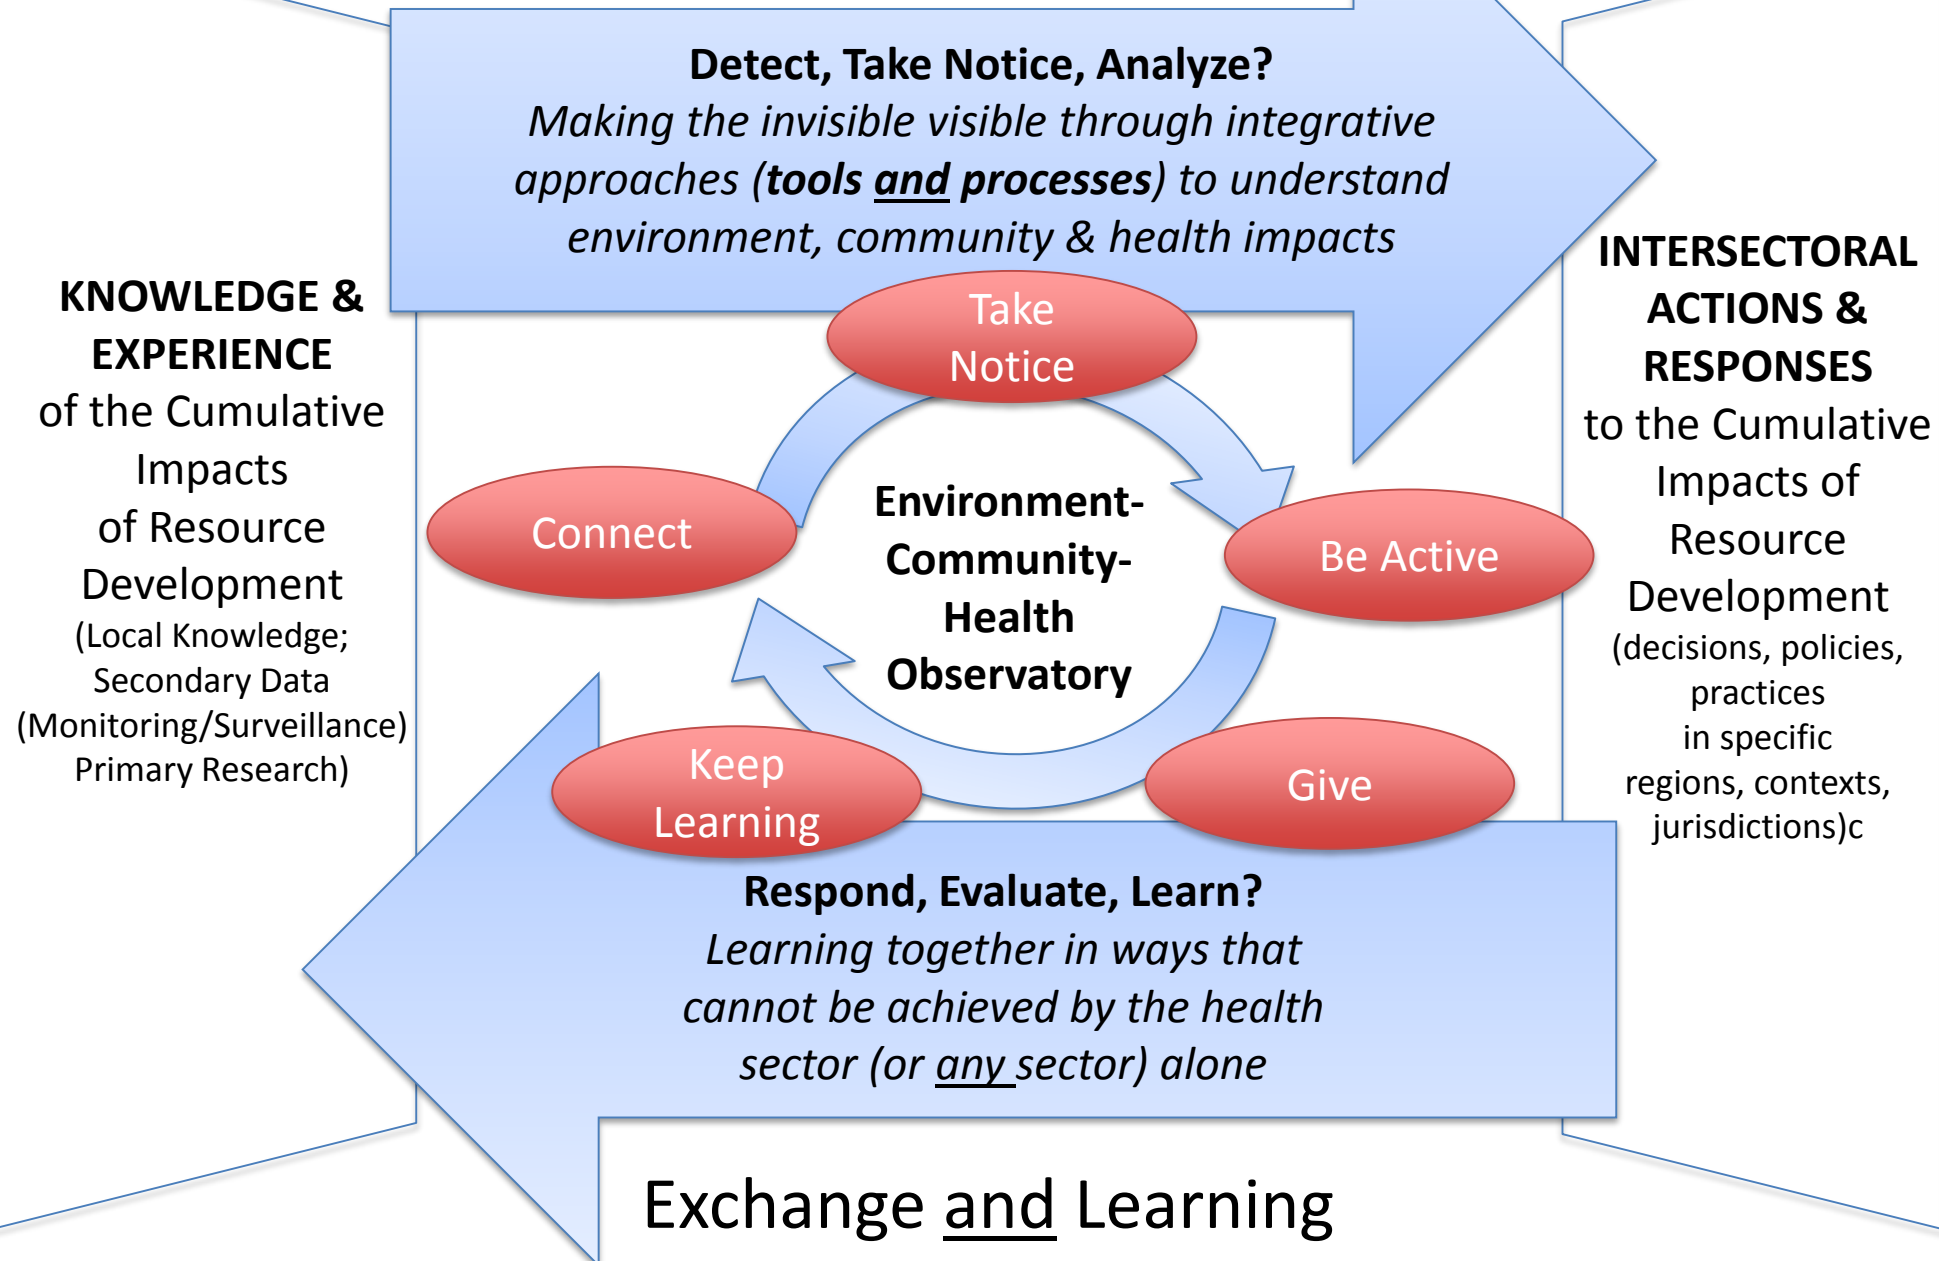 Detect, Take Notice, Analyze?
Making the invisible visible through integrative
approaches (tools and processes) to understand
environment, community & health impacts
KNOWLEDGE &
EXPERIENCE
of the Cumulative
Impacts
of Resource
Development
(Local Knowledge;
Secondary Data
(Monitoring/Surveillance)
Primary Research)
Take
Notice
Connect
Environment-
Community-
Health
Observatory
Be Active
Keep
Learning
Give
INTERSECTORAL
ACTIONS &
RESPONSES
to the Cumulative
Impacts of
Resource
Development
(decisions, policies,
practices
in specific
regions, contexts,
jurisdictions)c
Respond, Evaluate, Learn?
Learning together in ways that
cannot be achieved by the health
sector (or any sector) alone
Exchange and Learning